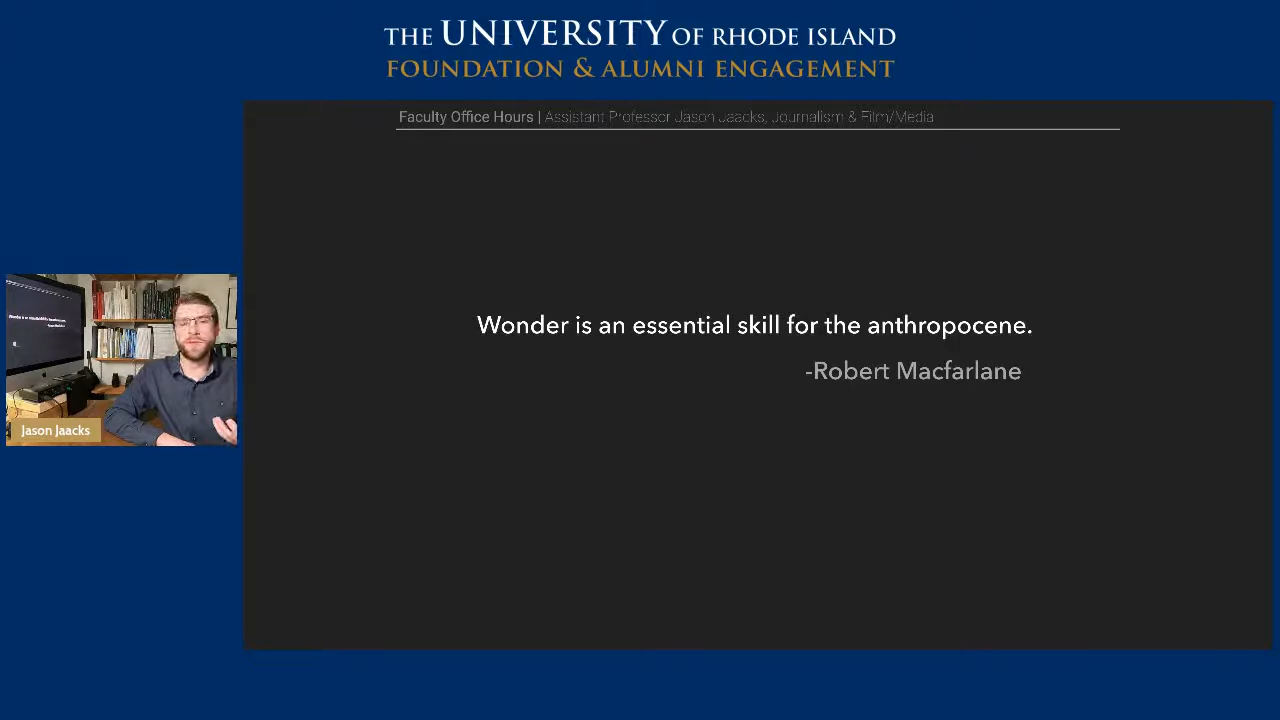 THE UNIVERSITY OF RHODE ISLAND
FOUNDATION & ALUMNI ENGAGEMENT
Faculty Office Hours | Assistant Professor Jason Jaacks, Journalism & Film/Media
Wonder is an essential skill for the anthropocene.
-Robert Macfarlane
Jason Jaacks